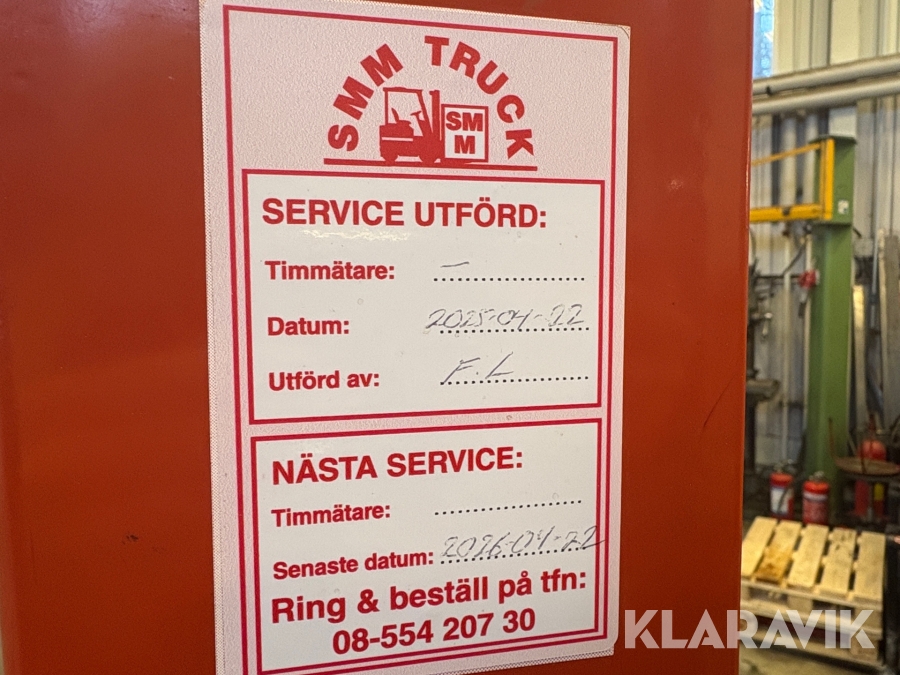 SMM TRUCK
SM
M
SERVICE UTFÖRD:
Timmätare: –
Datum: 2025-04-22
Utförd av: F.L
NÄSTA SERVICE:
Timmätare:
Senaste datum: 2026-04-22
Ring & beställ på tfn:
08-554 207 30
KLARAVIK